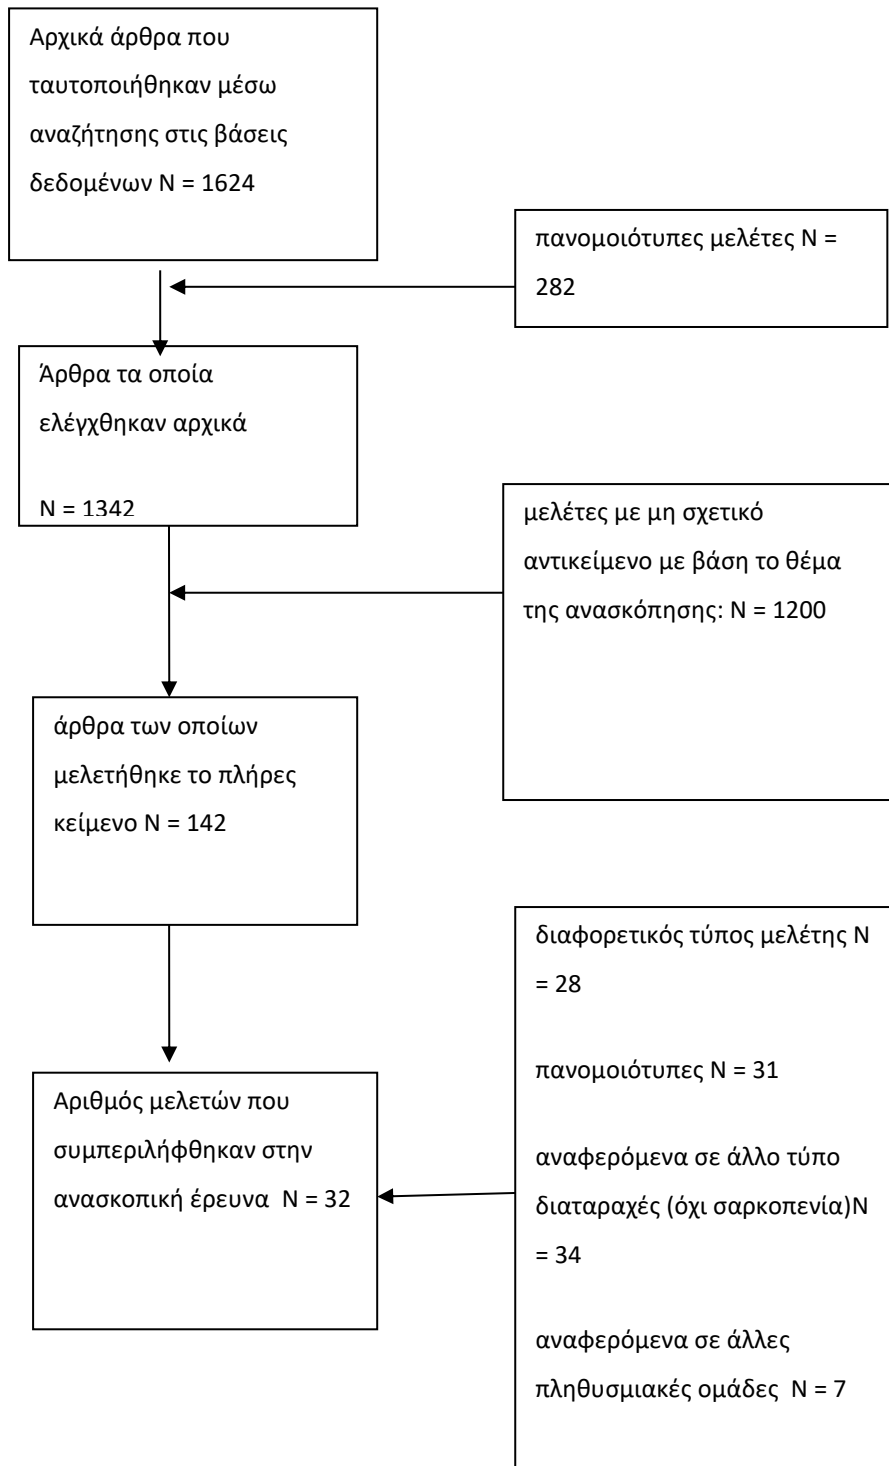 Αρχικά άρθρα που
ταυτοποιήθηκαν μέσω
αναζήτησης στις βάσεις
δεδομένων N = 1624
πανομοιότυπες μελέτες N =
282
Άρθρα τα οποία
ελέγχθηκαν αρχικά
N = 1342
μελέτες με μη σχετικό
αντικείμενο με βάση το θέμα
της ανασκόπησης: N = 1200
άρθρα των οποίων
μελετήθηκε το πλήρες
κείμενο N = 142
διαφορετικός τύπος μελέτης N
= 28
πανομοιότυπες N = 31
αναφερόμενα σε άλλο τύπο
διαταραχές (όχι σαρκοπενία)N
= 34
αναφερόμενα σε άλλες
πληθυσμιακές ομάδες N = 7
Αριθμός μελετών που
συμπεριλήφθηκαν στην
ανασκοπική έρευνα N = 32